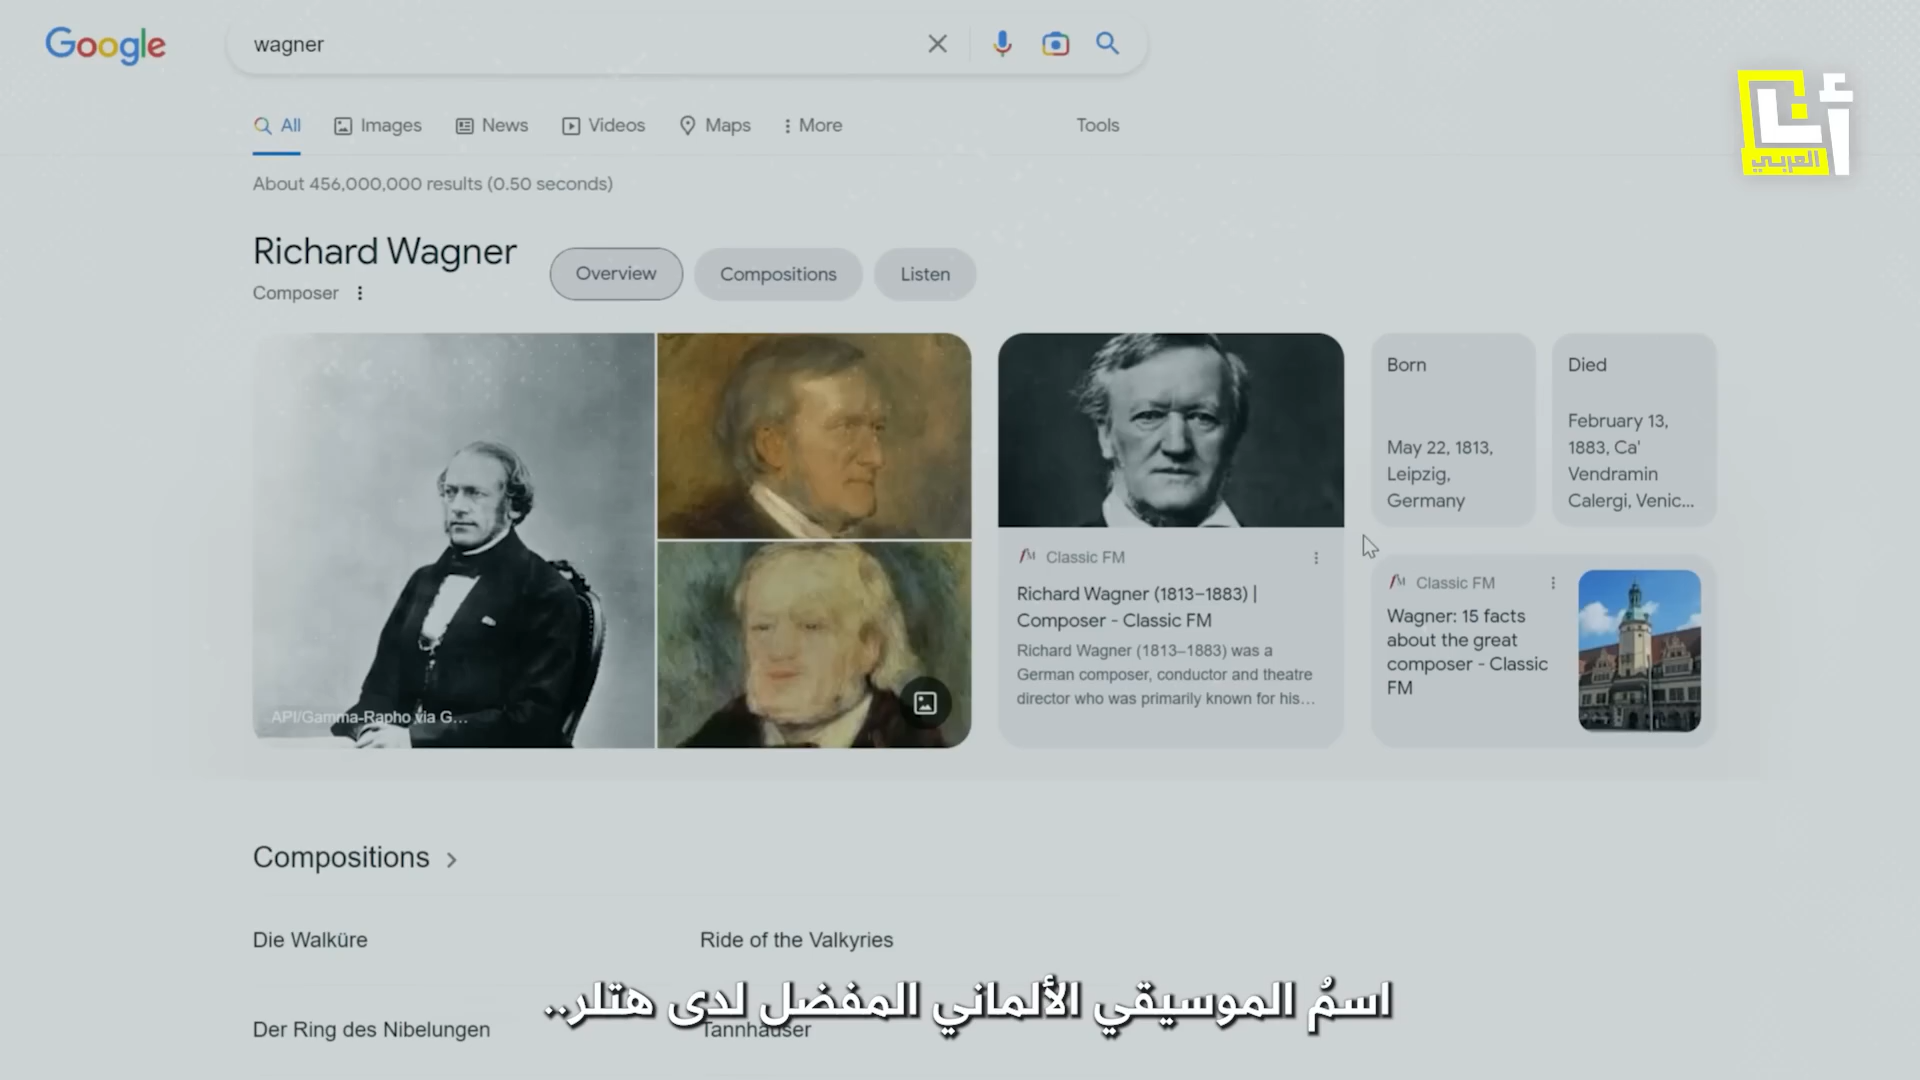 Google
wagner
All
Images
News
Videos
Maps
More
Tools
أنا
العربي
About 456,000,000 results (0.50 seconds)
Richard Wagner
Composer
Overview
Compositions
Listen
API/Gamma-Rapho via G...
Classic FM
Richard Wagner (1813–1883) |
Composer - Classic FM
Richard Wagner (1813–1883) was a
German composer, conductor and theatre
director who was primarily known for his...
Born
May 22, 1813,
Leipzig,
Germany
Died
February 13,
1883, Ca'
Vendramin
Calergi, Venic...
Classic FM
Wagner: 15 facts
about the great
composer - Classic
FM
Compositions
Die Walküre
Ride of the Valkyries
اسمُ الموسيقي الألماني المفضل لدى هتلر..
Der Ring des Nibelungen
Tannhäuser